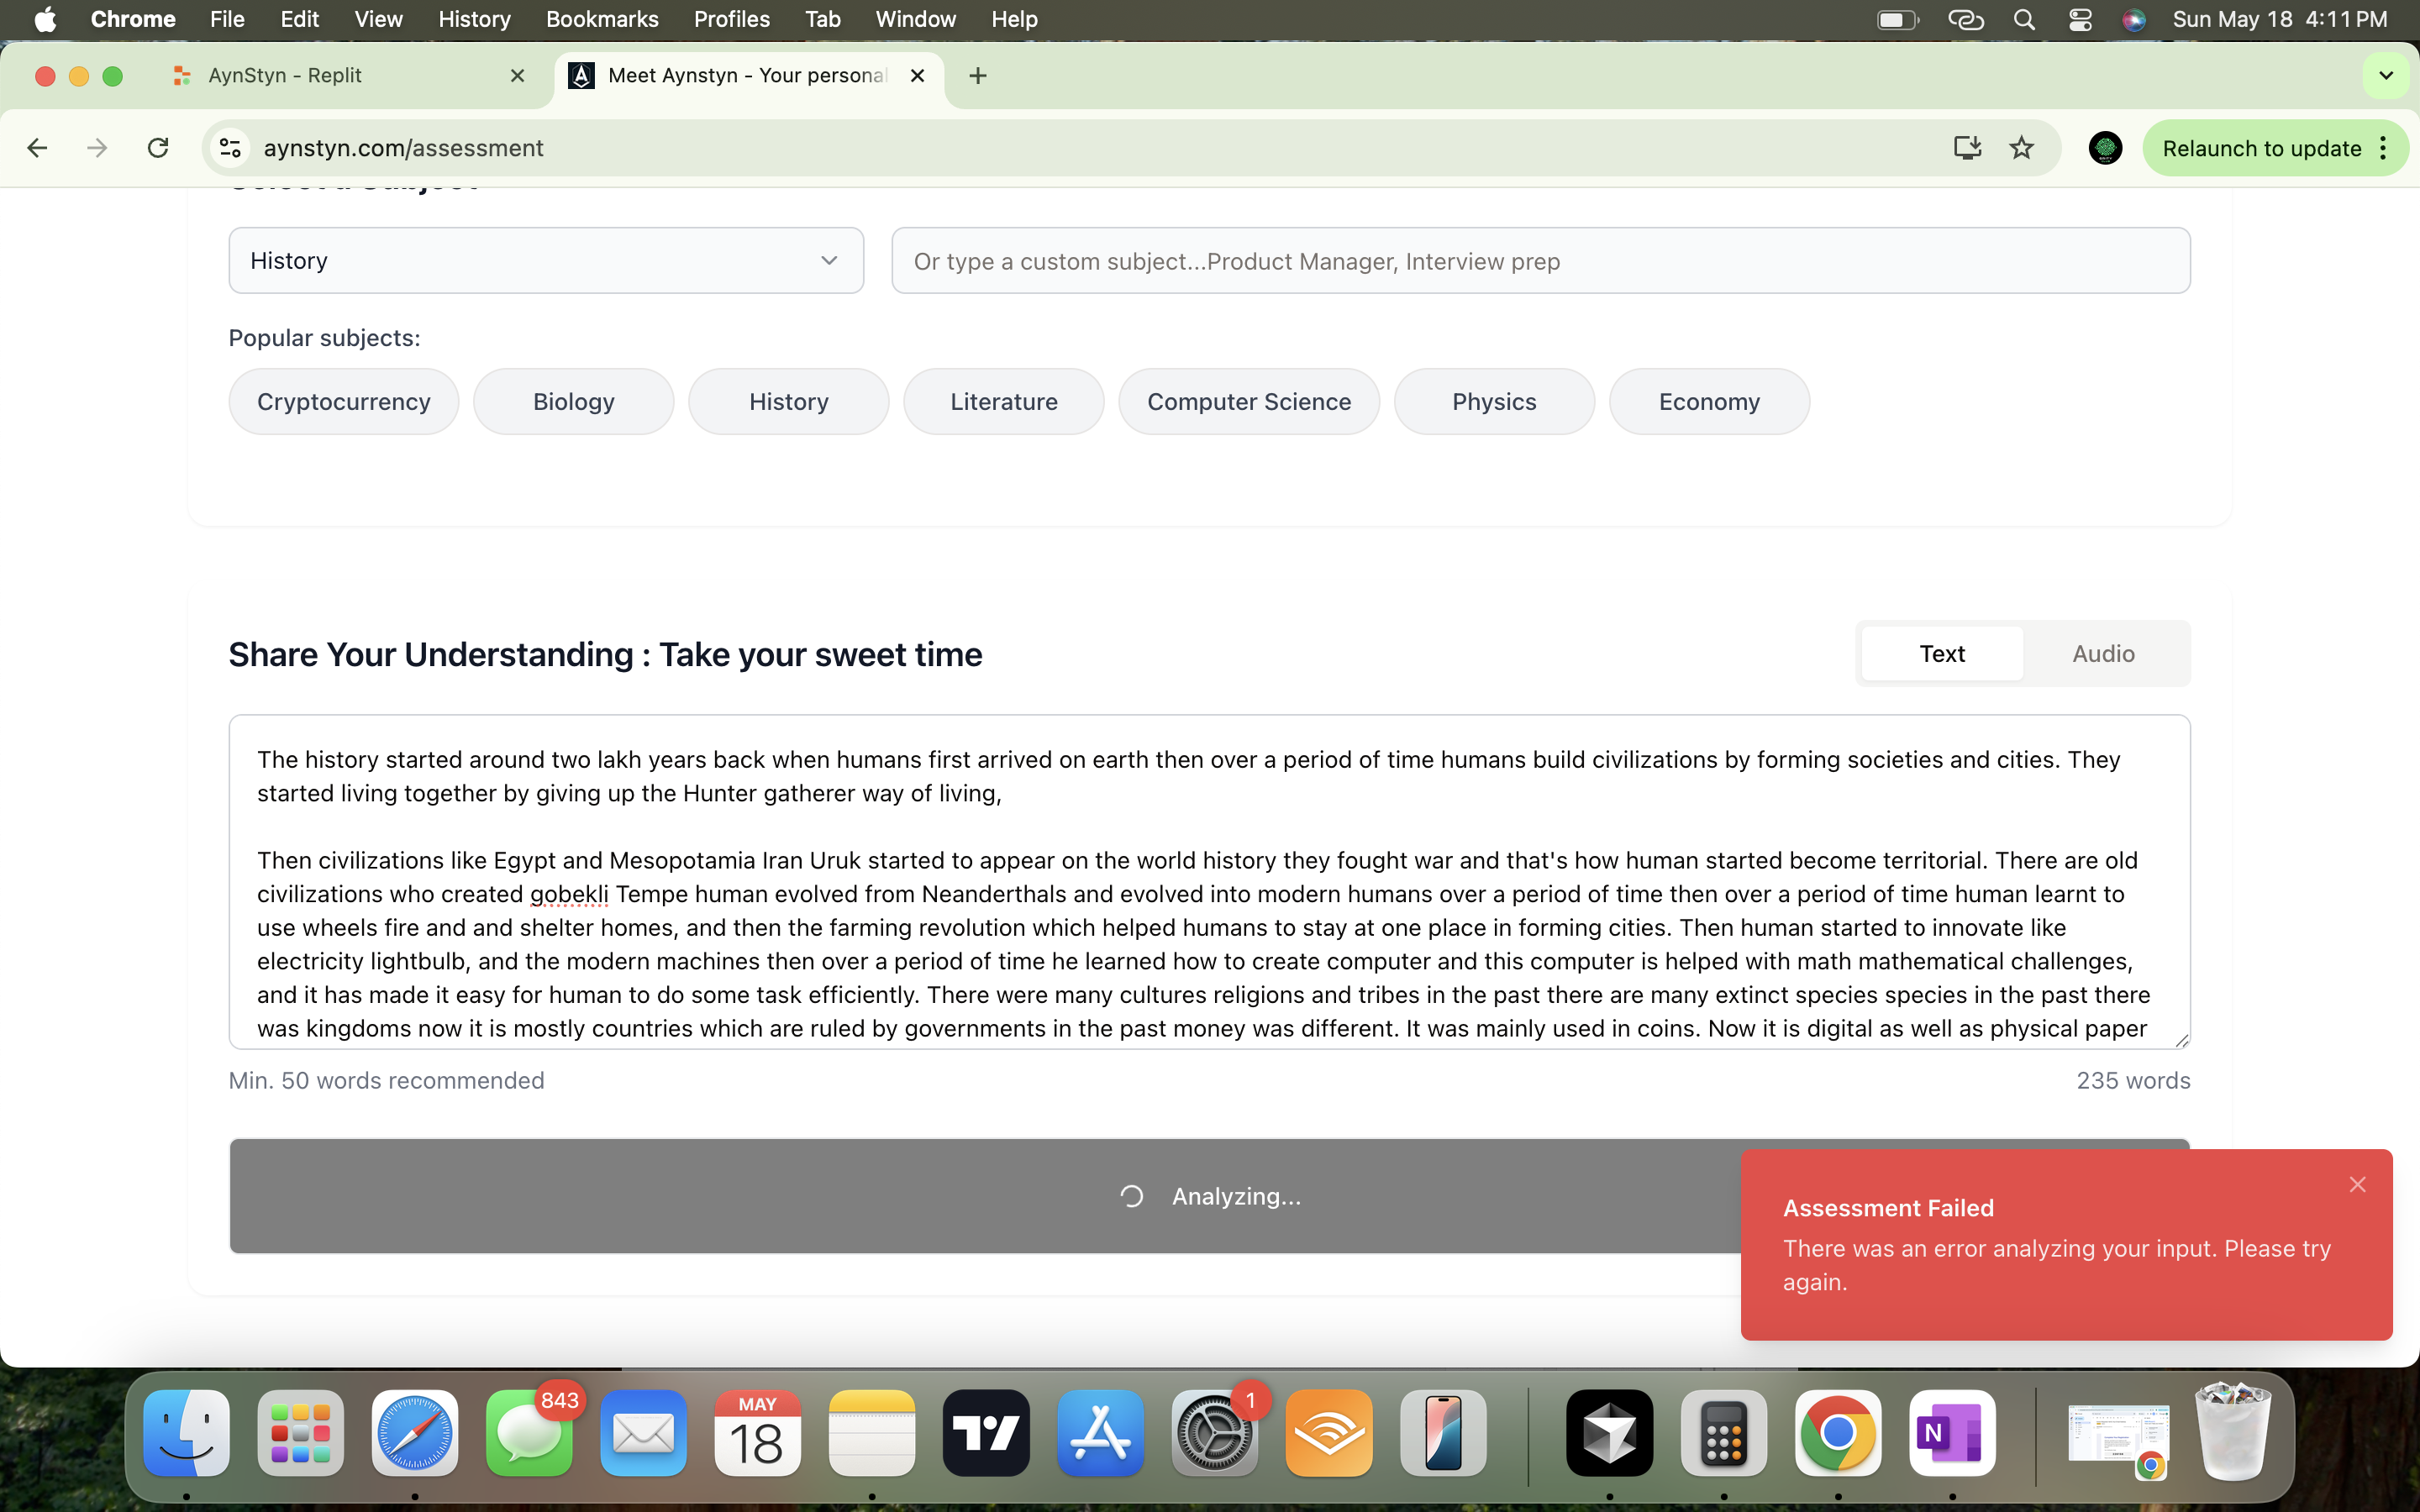 Chrome File Edit View History Bookmarks Profiles Tab Window Help Sun May 18 4:11 PM
AynStyn - Replit Meet Aynstyn - Your personal
aynstyn.com/assessment Relaunch to update
Select a Subject
History Or type a custom subject...Product Manager, Interview prep
Popular subjects:
Cryptocurrency Biology History Literature Computer Science Physics Economy
Share Your Understanding : Take your sweet time Text Audio
The history started around two lakh years back when humans first arrived on earth then over a period of time humans build civilizations by forming societies and cities. They
started living together by giving up the Hunter gatherer way of living,
Then civilizations like Egypt and Mesopotamia Iran Uruk started to appear on the world history they fought war and that's how human started become territorial. There are old
civilizations who created gobekli Tempe human evolved from Neanderthals and evolved into modern humans over a period of time then over a period of time human learnt to
use wheels fire and and shelter homes, and then the farming revolution which helped humans to stay at one place in forming cities. Then human started to innovate like
electricity lightbulb, and the modern machines then over a period of time he learned how to create computer and this computer is helped with math mathematical challenges,
and it has made it easy for human to do some task efficiently. There were many cultures religions and tribes in the past there are many extinct species species in the past there
was kingdoms now it is mostly countries which are ruled by governments in the past money was different. It was mainly used in coins. Now it is digital as well as physical paper
Min. 50 words recommended 235 words
Analyzing...
Assessment Failed
There was an error analyzing your input. Please try
again.
843 MAY 18 1 N